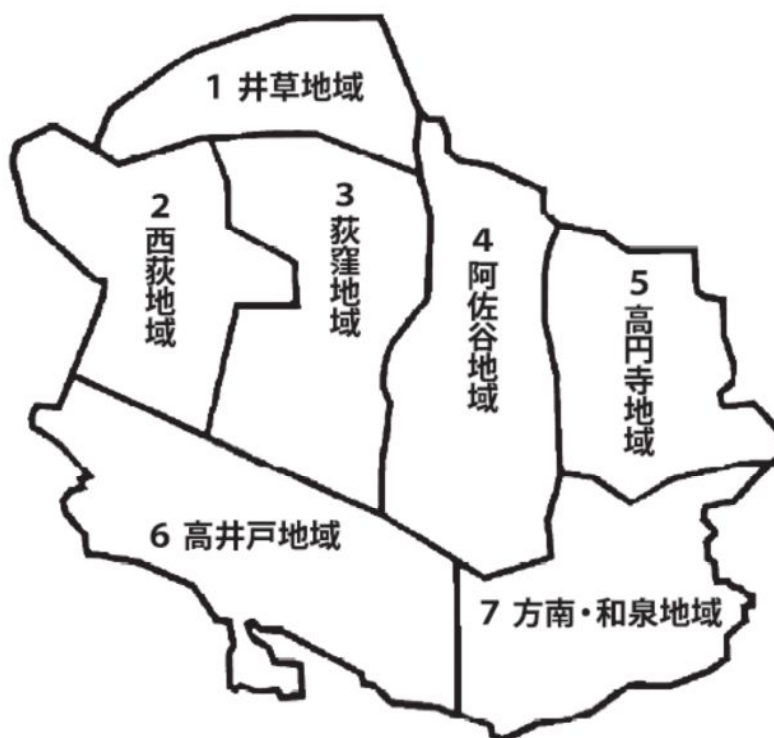 1 井草地域
2 西荻地域
3 荻窪地域
4 阿佐谷地域
5 高円寺地域
6 高井戸地域
7 方南・和泉地域